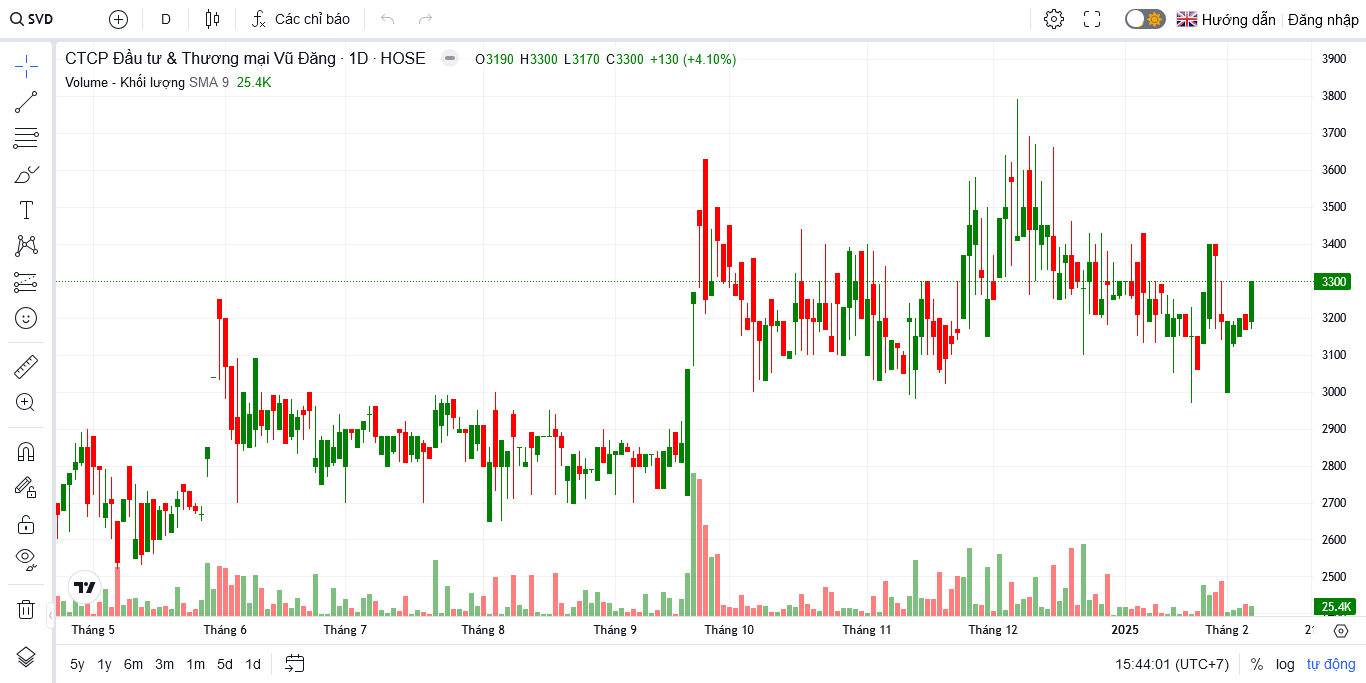 SVD D Các chỉ báo Hướng dẫn Đăng nhập
CTCP Đầu tư & Thương mại Vũ Đăng · 1D · HOSE O3190 H3300 L3170 C3300 +130 (+4.10%)
Volume - Khối lượng SMA 9 25.4K
3900
3800
3700
3600
3500
3400
3300
3200
3100
3000
2900
2800
2700
2600
2500
25.4K
Tháng 5 Tháng 6 Tháng 7 Tháng 8 Tháng 9 Tháng 10 Tháng 11 Tháng 12 2025 Tháng 2
5y 1y 6m 3m 1m 5d 1d 15:44:01 (UTC+7) % log tự động